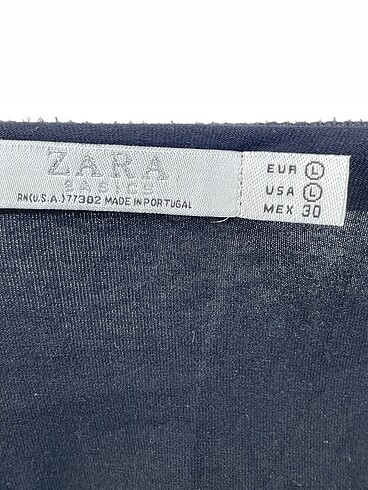 ZARA
BASICS
RN(U.S.A.)77302 MADE IN PORTUGAL
EUR L
USA L
MEX 30